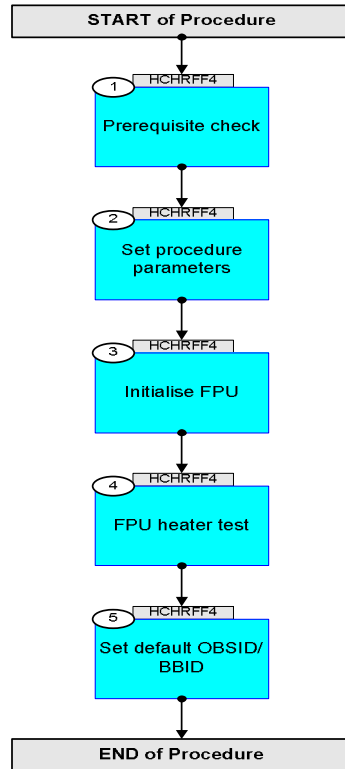 START of Procedure
HCHRFF4
1
Prerequisite check
HCHRFF4
2
Set procedure
parameters
HCHRFF4
3
Initialise FPU
HCHRFF4
4
FPU heater test
HCHRFF4
5
Set default OBSID/
BBID
END of Procedure